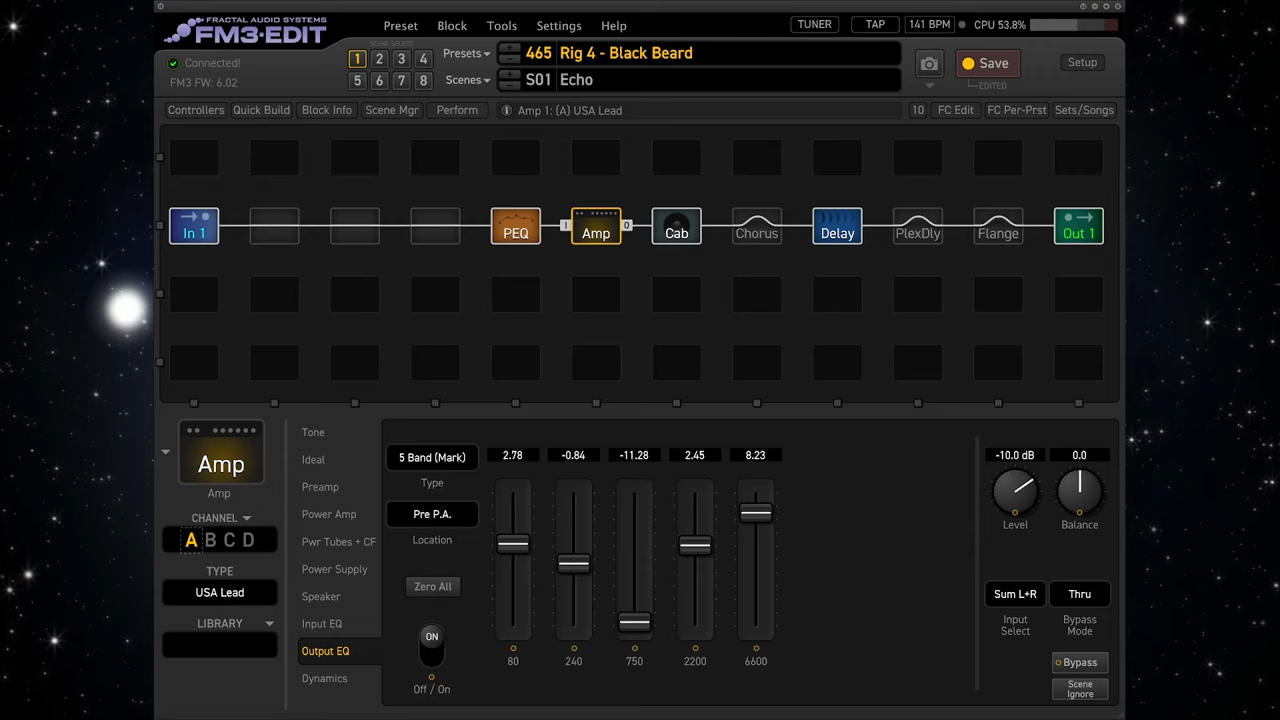 FRACTAL AUDIO SYSTEMS
FM3-EDIT
Preset Block Tools Settings Help
TUNER TAP 141 BPM CPU 53.8%
SCENE SELECT
1 2 3 4
5 6 7 8
Connected!
FM3 FW: 6.02
Presets 465 Rig 4 - Black Beard
Scenes S01 Echo
Save
EDITED
Setup
Controllers Quick Build Block Info Scene Mgr Perform Amp 1: (A) USA Lead 10 FC Edit FC Per-Prst Sets/Songs
In 1 PEQ I Amp O Cab Chorus Delay PlexDly Flange Out 1
Amp
Amp
CHANNEL
A B C D
TYPE
USA Lead
LIBRARY
Tone
Ideal
Preamp
Power Amp
Pwr Tubes + CF
Power Supply
Speaker
Input EQ
Output EQ
Dynamics
5 Band (Mark)
Type
Pre P.A.
Location
Zero All
ON
Off / On
2.78 -0.84 -11.28 2.45 8.23
80 240 750 2200 6600
-10.0 dB 0.0
Level Balance
Sum L+R Thru
Input Select
Bypass Mode
Bypass
Scene Ignore